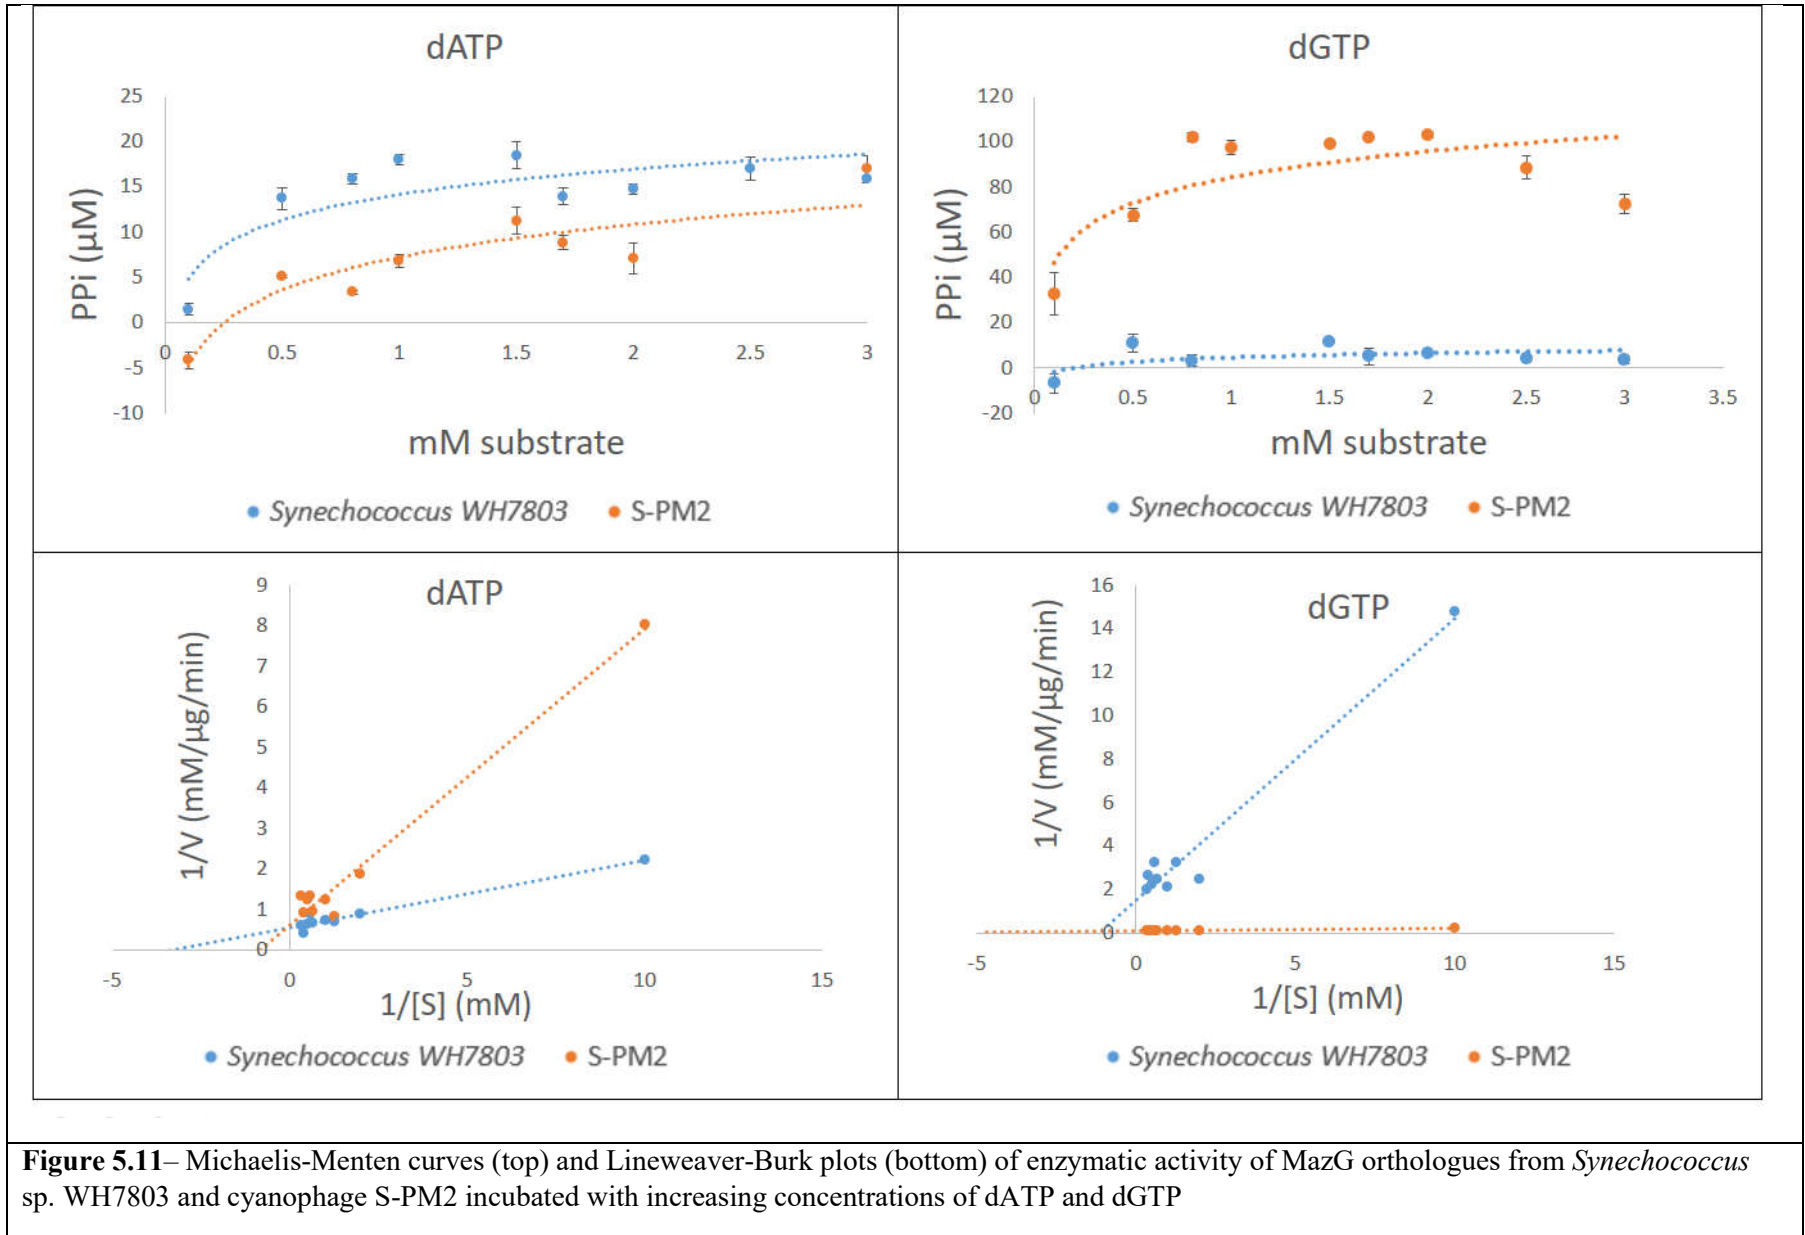 dATP
25
20
15
10
5
0
-5
-10
PPi (µM)
0 0.5 1 1.5 2 2.5 3
mM substrate
Synechococcus WH7803 S-PM2
dGTP
120
100
80
60
40
20
0
-20
PPi (µM)
0 0.5 1 1.5 2 2.5 3 3.5
mM substrate
Synechococcus WH7803 S-PM2
dATP
9
8
7
6
5
4
3
2
1
0
1/V (mM/µg/min)
-5 0 5 10 15
1/[S] (mM)
Synechococcus WH7803 S-PM2
dGTP
16
14
12
10
8
6
4
2
0
1/V (mM/µg/min)
-5 0 5 10 15
1/[S] (mM)
Synechococcus WH7803 S-PM2
Figure 5.11– Michaelis-Menten curves (top) and Lineweaver-Burk plots (bottom) of enzymatic activity of MazG orthologues from Synechococcus
sp. WH7803 and cyanophage S-PM2 incubated with increasing concentrations of dATP and dGTP